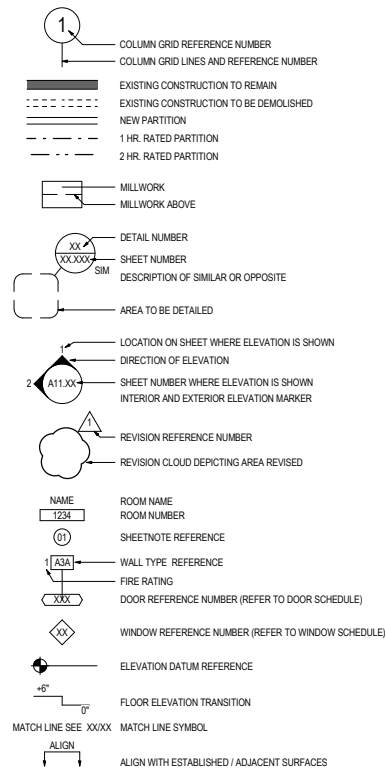 1
COLUMN GRID REFERENCE NUMBER
COLUMN GRID LINES AND REFERENCE NUMBER
EXISTING CONSTRUCTION TO REMAIN
EXISTING CONSTRUCTION TO BE DEMOLISHED
NEW PARTITION
1 HR. RATED PARTITION
2 HR. RATED PARTITION
MILLWORK
MILLWORK ABOVE
DETAIL NUMBER
XX
XX.XXX SHEET NUMBER
SIM DESCRIPTION OF SIMILAR OR OPPOSITE
AREA TO BE DETAILED
LOCATION ON SHEET WHERE ELEVATION IS SHOWN
1
DIRECTION OF ELEVATION
2 A11.XX SHEET NUMBER WHERE ELEVATION IS SHOWN
INTERIOR AND EXTERIOR ELEVATION MARKER
1
REVISION REFERENCE NUMBER
REVISION CLOUD DEPICTING AREA REVISED
NAME ROOM NAME
1234 ROOM NUMBER
01 SHEETNOTE REFERENCE
1 A3A WALL TYPE REFERENCE
FIRE RATING
XXX DOOR REFERENCE NUMBER (REFER TO DOOR SCHEDULE)
XX WINDOW REFERENCE NUMBER (REFER TO WINDOW SCHEDULE)
ELEVATION DATUM REFERENCE
+6"
0" FLOOR ELEVATION TRANSITION
MATCH LINE SEE XX/XX MATCH LINE SYMBOL
ALIGN
ALIGN WITH ESTABLISHED / ADJACENT SURFACES